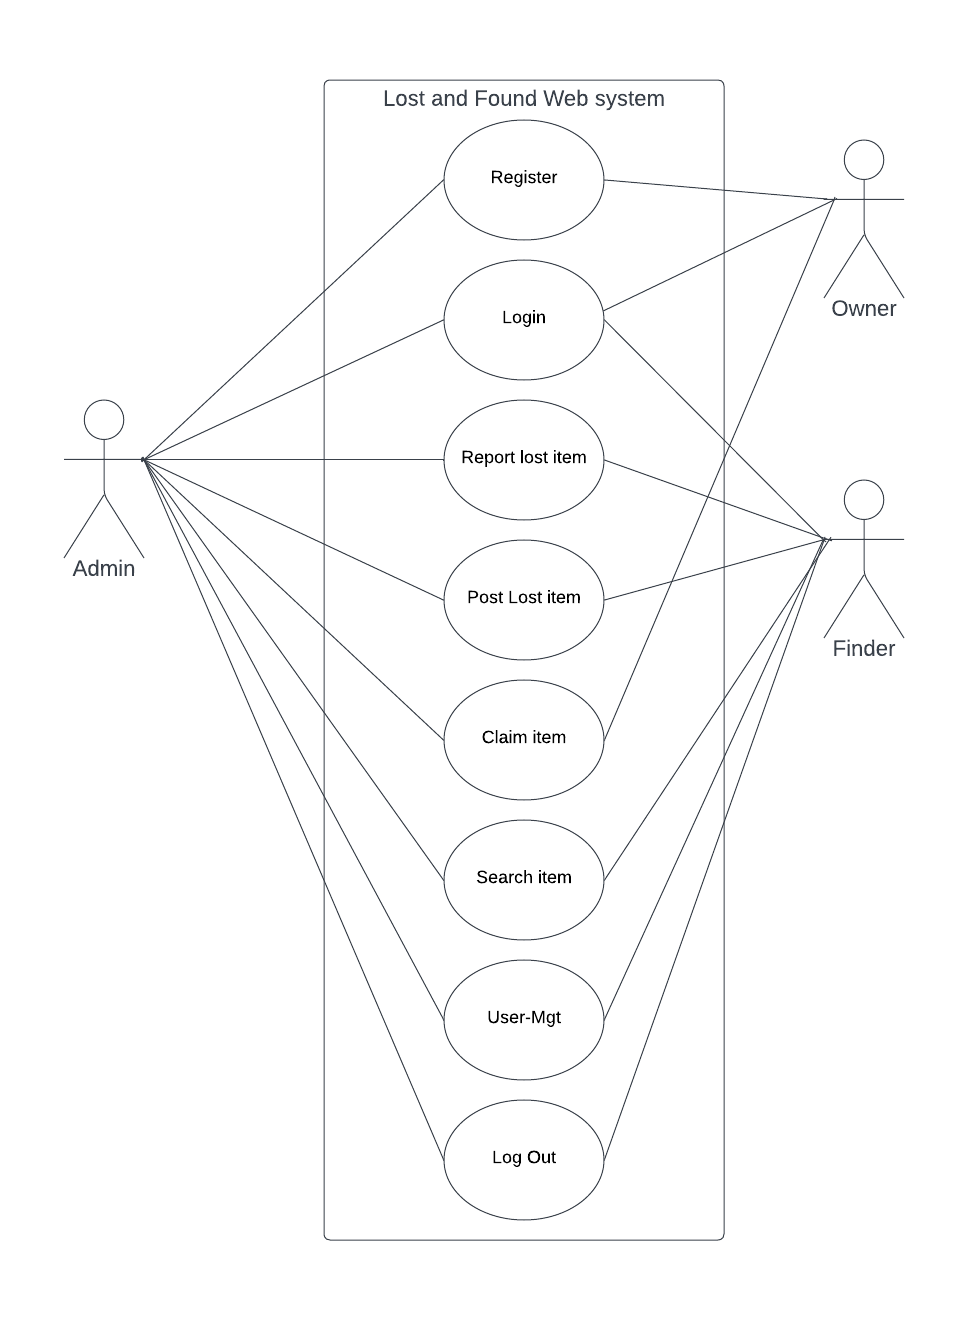 Lost and Found Web system
Register
Login
Owner
Report lost item
Admin
Post Lost item
Finder
Claim item
Search item
User-Mgt
Log Out